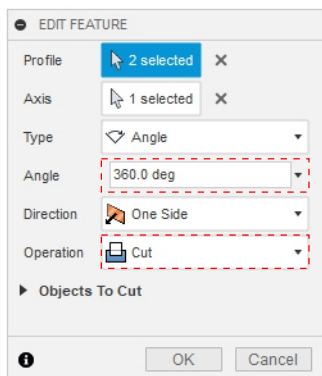 EDIT FEATURE
Profile 2 selected
Axis 1 selected
Type Angle
Angle 360.0 deg
Direction One Side
Operation Cut
Objects To Cut
OK Cancel